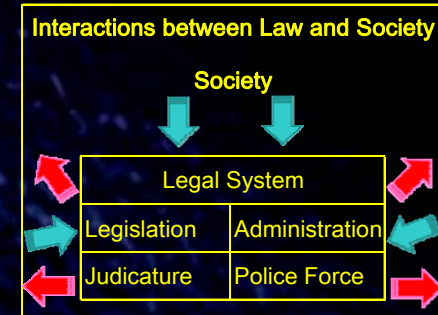 Interactions between Law and Society
Society
Legal System
Legislation Administration
Judicature Police Force